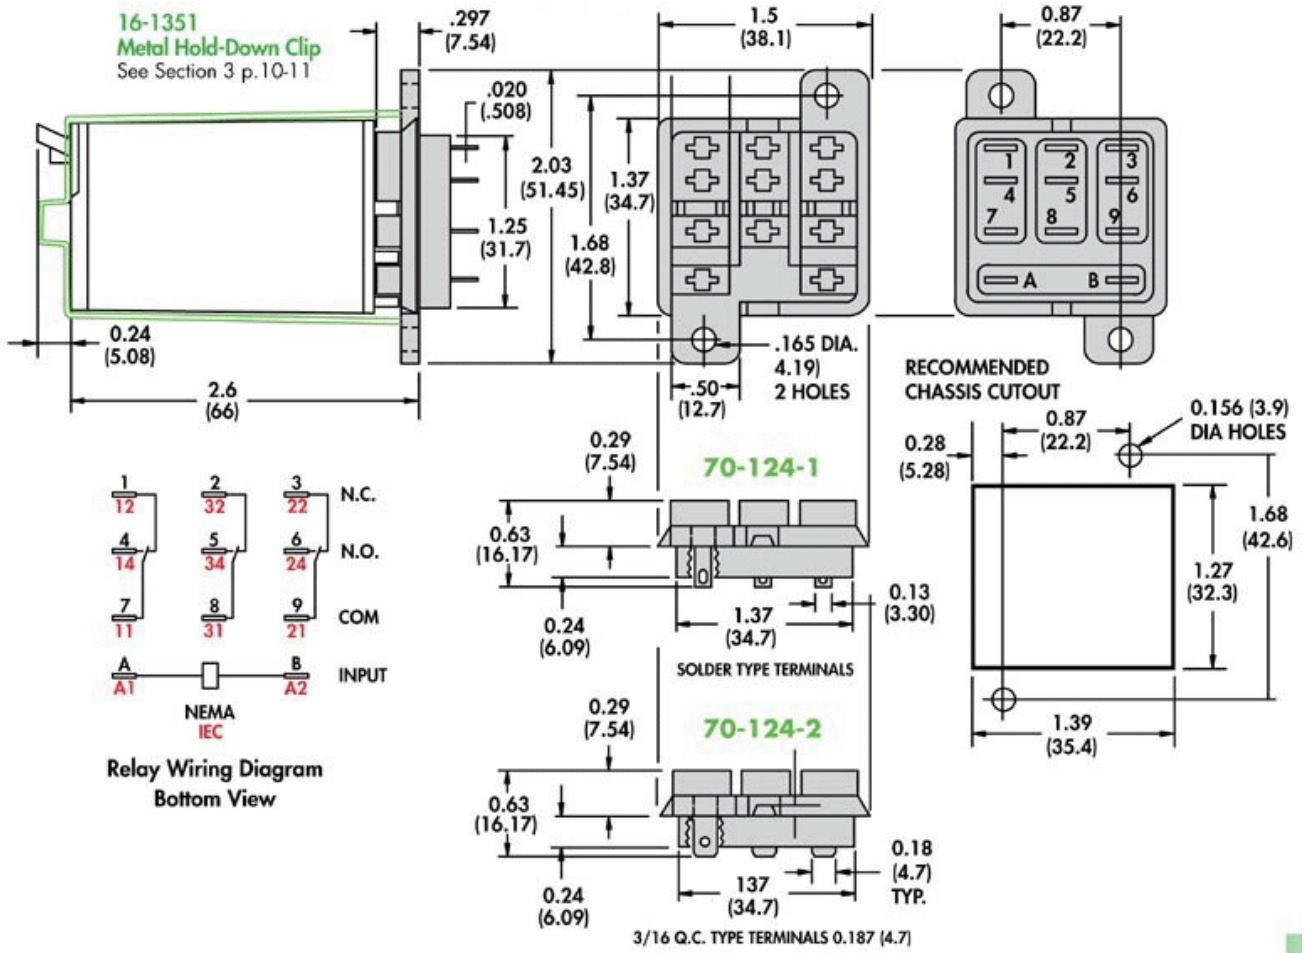 16-1351
Metal Hold-Down Clip
See Section 3 p.10-11
.297
(7.54)
1.5
(38.1)
0.87
(22.2)
.020
(.508)
2.03
(51.45)
1.37
(34.7)
1.25
(31.7)
1.68
(42.8)
1 2 3
4 5 6
7 8 9
A B
0.24
(5.08)
2.6
(66)
.165 DIA.
4.19)
2 HOLES
.50
(12.7)
RECOMMENDED
CHASSIS CUTOUT
0.87
(22.2)
0.156 (3.9)
DIA HOLES
0.28
(5.28)
1.68
(42.6)
1.27
(32.3)
1.39
(35.4)
0.29
(7.54)
70-124-1
0.63
(16.17)
0.24
(6.09)
1.37
(34.7)
0.13
(3.30)
SOLDER TYPE TERMINALS
1 2 3 N.C.
12 32 22
4 5 6 N.O.
14 34 24
7 8 9 COM
11 31 21
A B INPUT
A1 A2
NEMA
IEC
Relay Wiring Diagram
Bottom View
0.29
(7.54)
70-124-2
0.63
(16.17)
0.24
(6.09)
137
(34.7)
0.18
(4.7)
TYP.
3/16 Q.C. TYPE TERMINALS 0.187 (4.7)